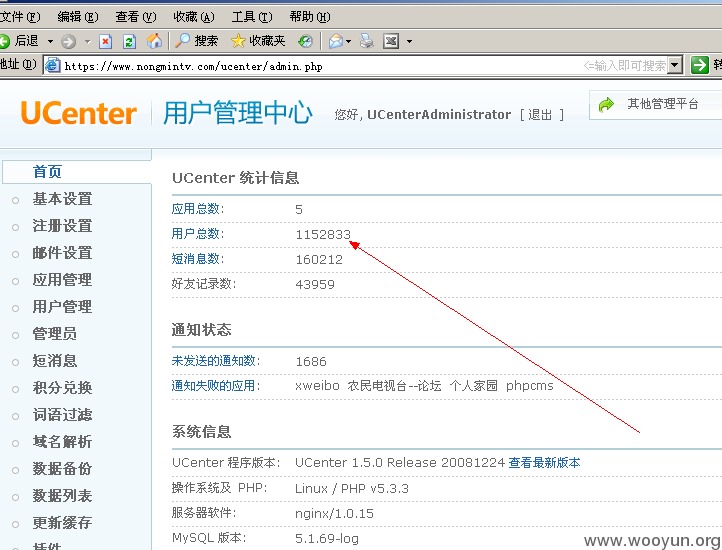 文件(F) 编辑(E) 查看(V) 收藏(A) 工具(T) 帮助(H)
后退 搜索 收藏夹
地址(D) https://www.nongmintv.com/ucenter/admin.php <=输入即可搜索 转
UCenter 用户管理中心 您好, UCenterAdministrator [ 退出 ] 其他管理平台
首页
基本设置
注册设置
邮件设置
应用管理
用户管理
管理员
短消息
积分兑换
词语过滤
域名解析
数据备份
数据列表
更新缓存
插件
UCenter 统计信息
应用总数: 5
用户总数: 1152833
短消息数: 160212
好友记录数: 43959
通知状态
未发送的通知数: 1686
通知失败的应用: xweibo 农民电视台--论坛 个人家园 phpcms
系统信息
UCenter 程序版本: UCenter 1.5.0 Release 20081224 查看最新版本
操作系统及 PHP: Linux / PHP v5.3.3
服务器软件: nginx/1.0.15
MySQL 版本: 5.1.69-log
www.wooyun.org